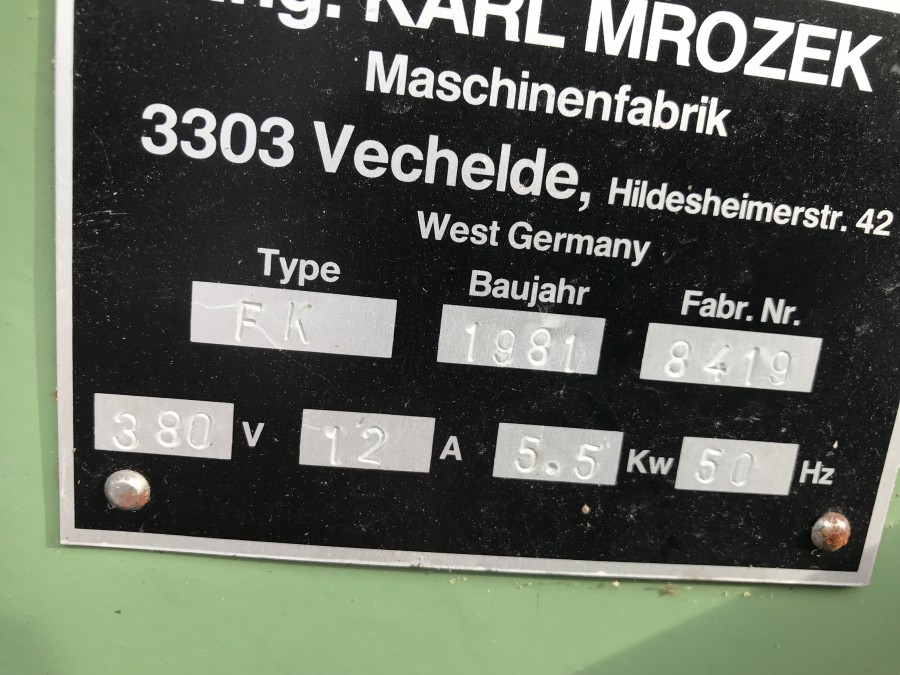 Ing. KARL MROZEK
Maschinenfabrik
3303 Vechelde, Hildesheimerstr. 42
West Germany
Type Baujahr Fabr. Nr.
FK 1981 8419
380 V 12 A 5.5 Kw 50 Hz